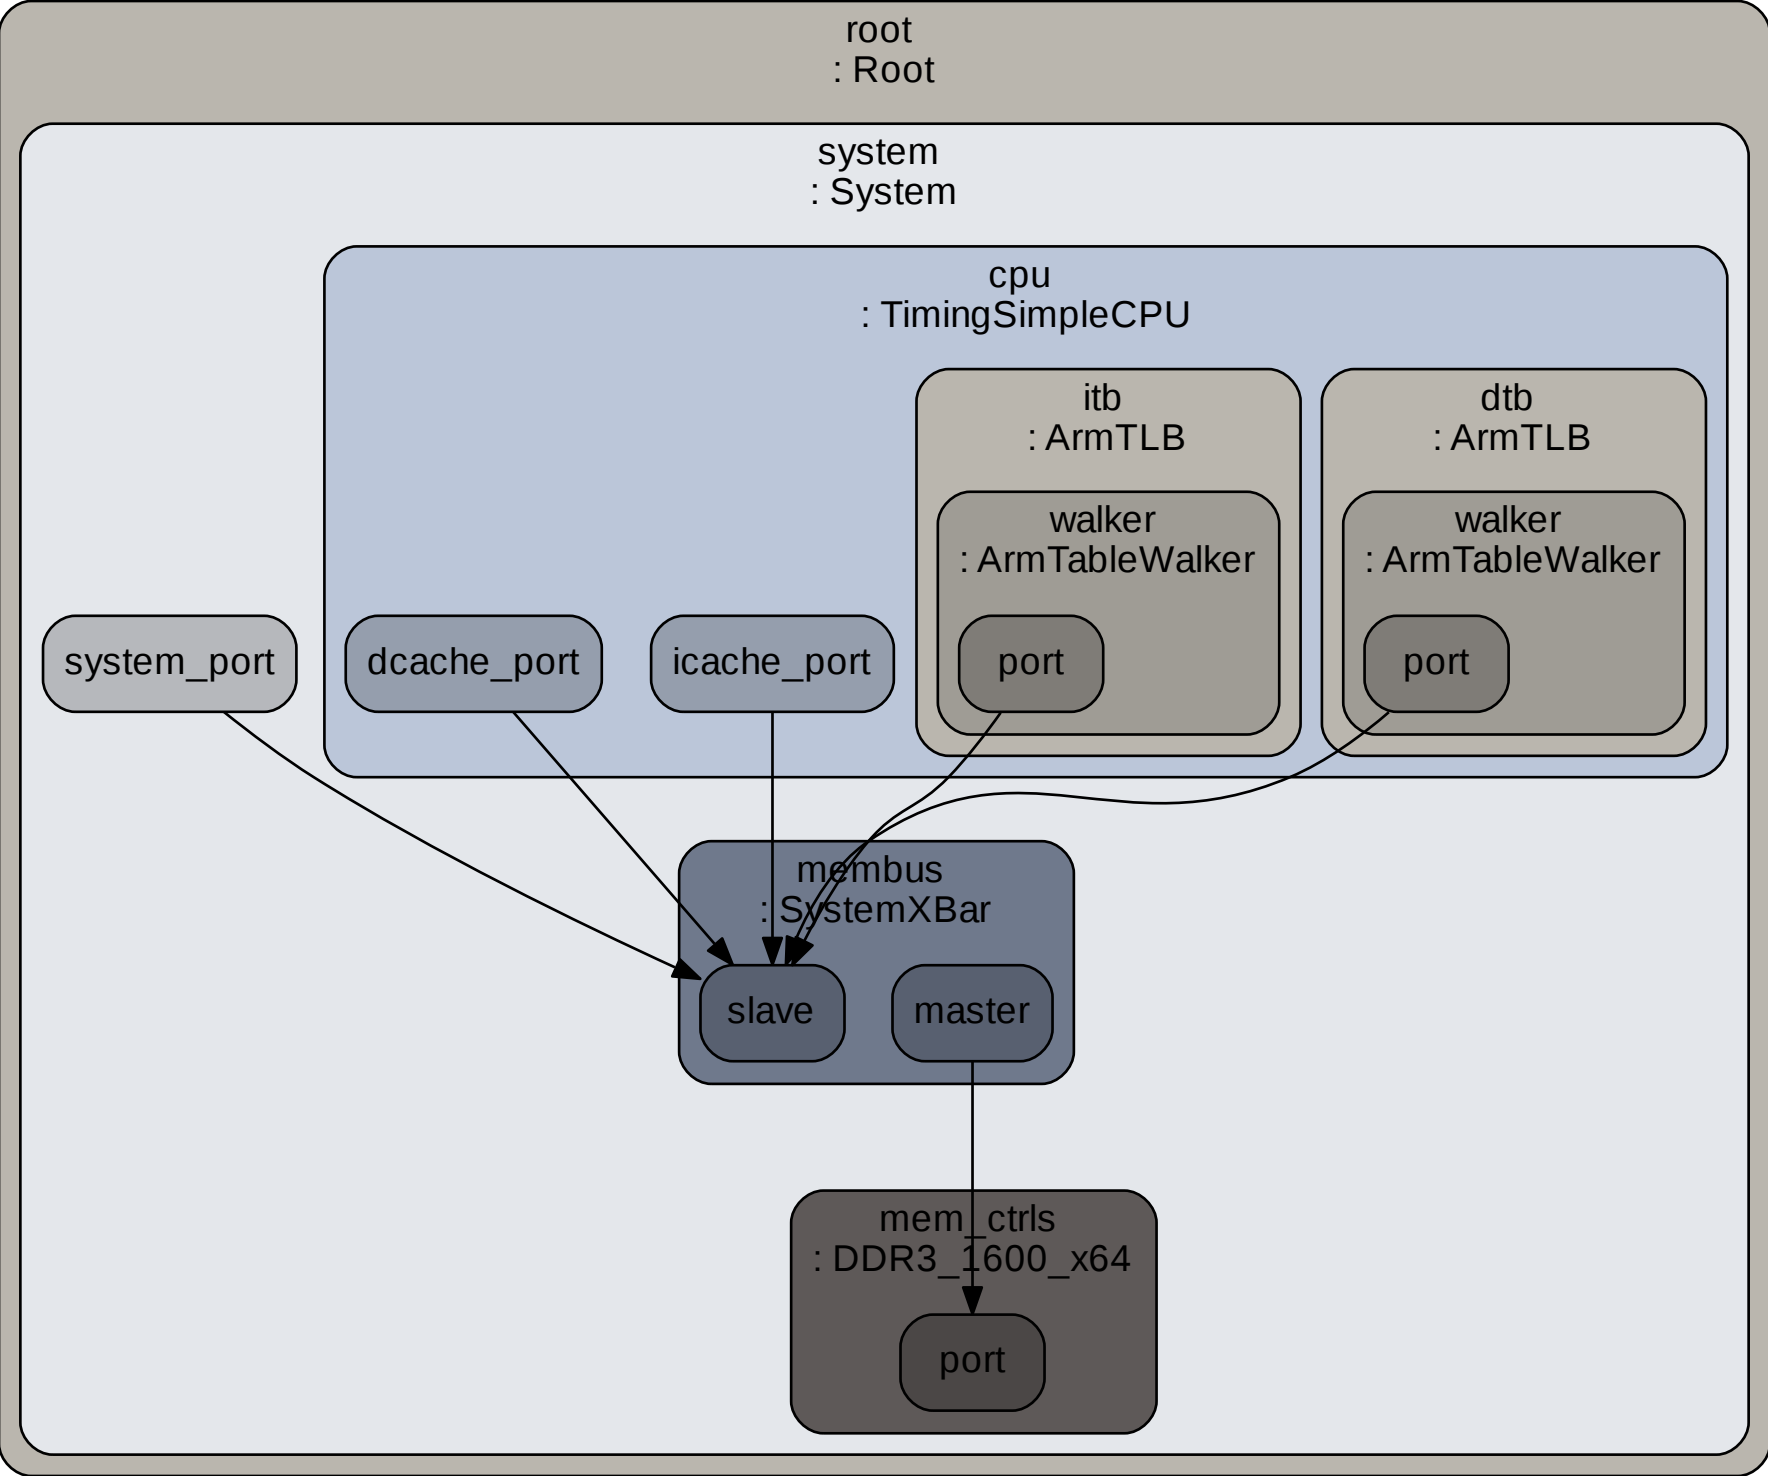 root
: Root
system
: System
cpu
: TimingSimpleCPU
itb
: ArmTLB
dtb
: ArmTLB
walker
: ArmTableWalker
walker
: ArmTableWalker
system_port
dcache_port
icache_port
port
port
membus
: SystemXBar
slave
master
mem_ctrls
: DDR3_1600_x64
port